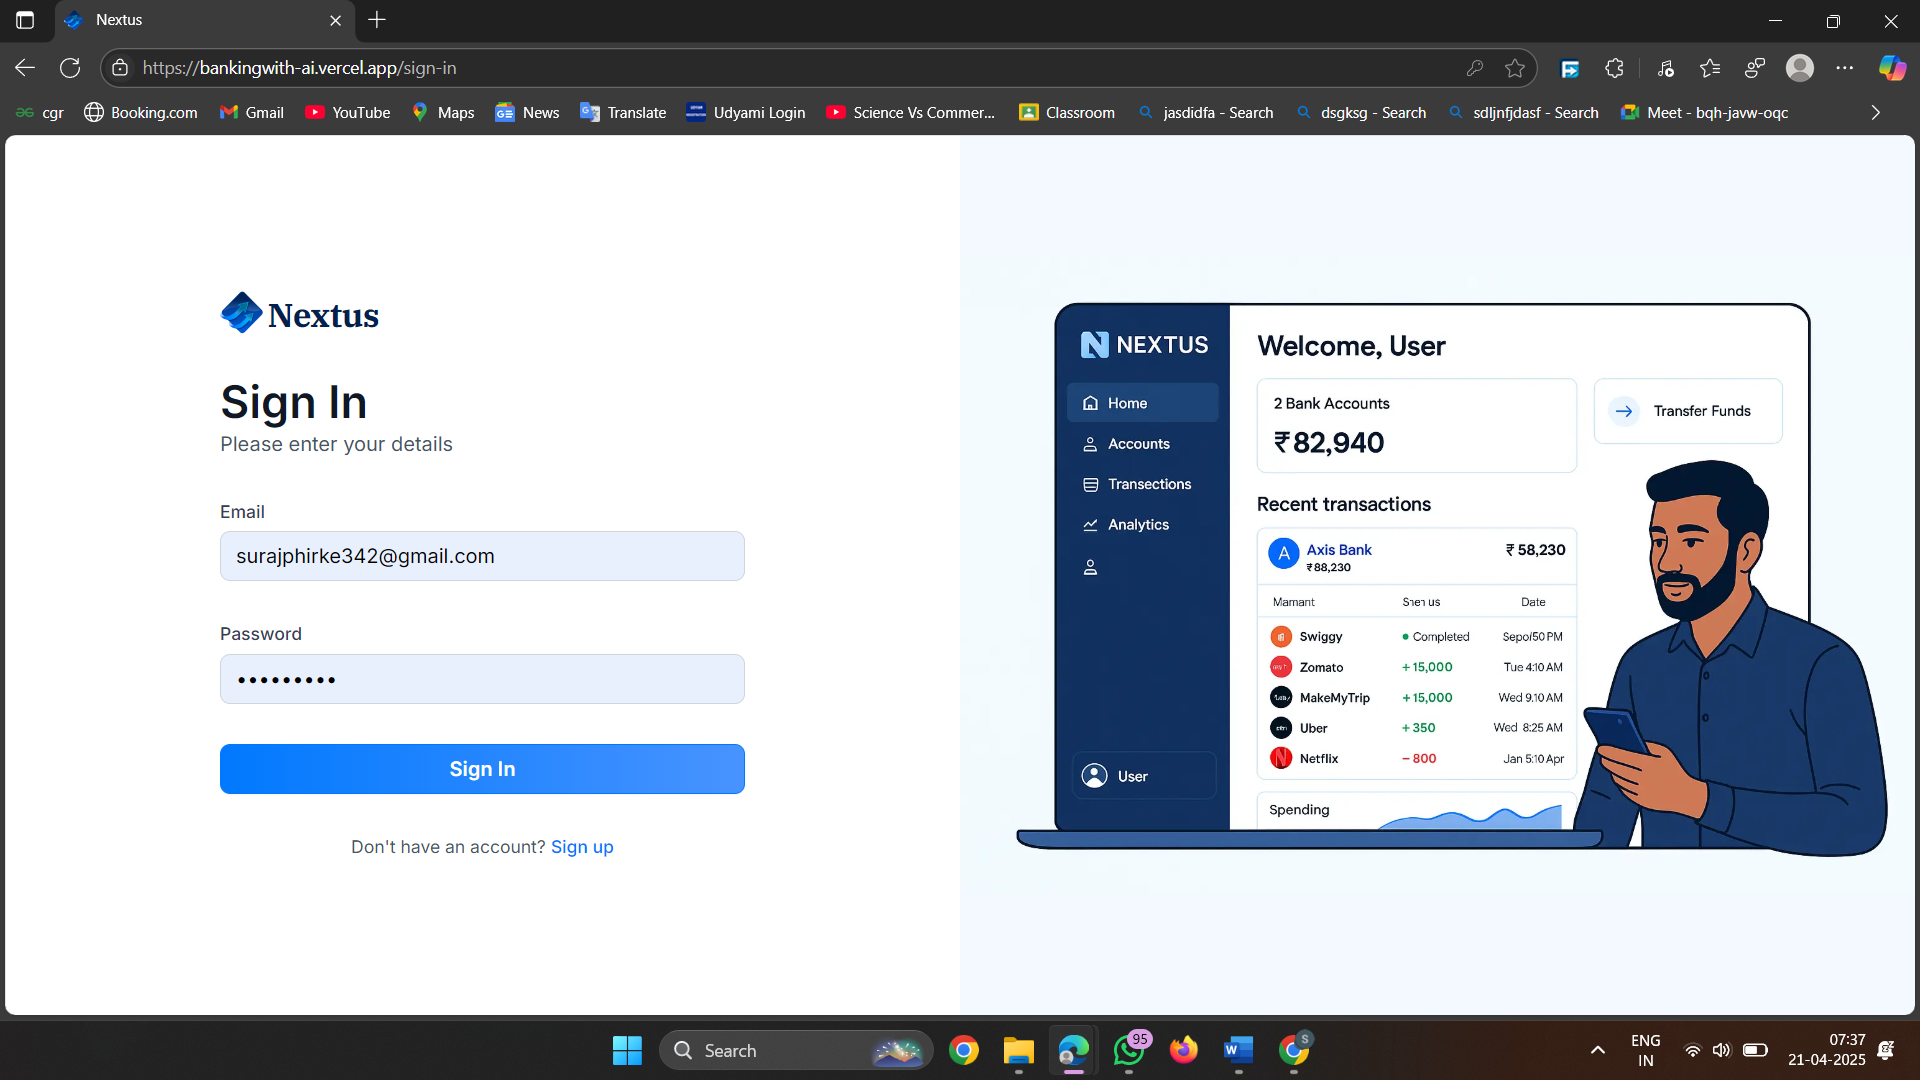 Nextus
https://bankingwith-ai.vercel.app/sign-in
cgr Booking.com Gmail YouTube Maps News Translate Udyami Login Science Vs Commer... Classroom jasdidfa - Search dsgksg - Search sdljnfjdasf - Search Meet - bqh-javw-oqc
Nextus
Sign In
Please enter your details
Email
surajphirke342@gmail.com
Password
•••••••••
Sign In
Don't have an account? Sign up
NEXTUS
Home
Accounts
Transections
Analytics
User
Welcome, User
2 Bank Accounts
₹82,940
Transfer Funds
Recent transactions
A Axis Bank ₹ 58,230
₹88,230
Mamant Date
Swiggy Completed Sepo/50 PM
Zomato +15,000 Tue 4:10 AM
MakeMyTrip +15,000 Wed 9.10 AM
Uber +350 Wed 8:25 AM
Netflix −800 Jan 5:10 Apr
Spending
Search
95
S
ENG
IN
07:37
21-04-2025